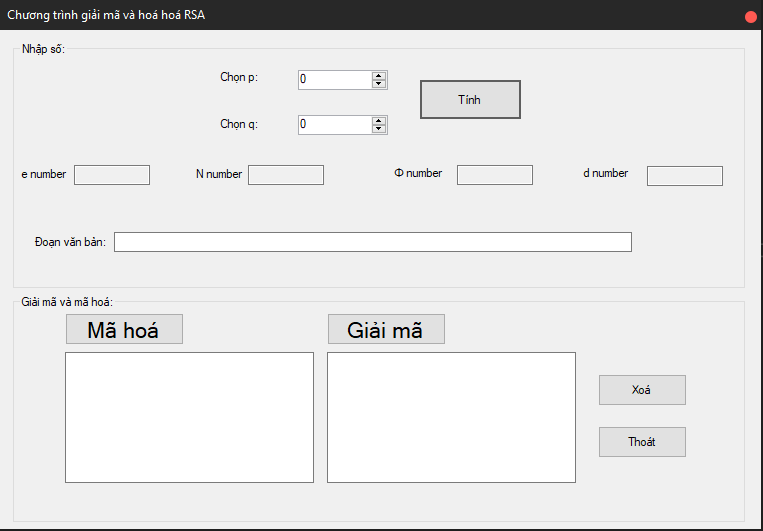 Chương trình giải mã và hoá hoá RSA
Nhập số:
Chọn p:
0
Tính
Chọn q:
0
e number
N number
Φ number
d number
Đoạn văn bản:
Giải mã và mã hoá:
Mã hoá
Giải mã
Xoá
Thoát